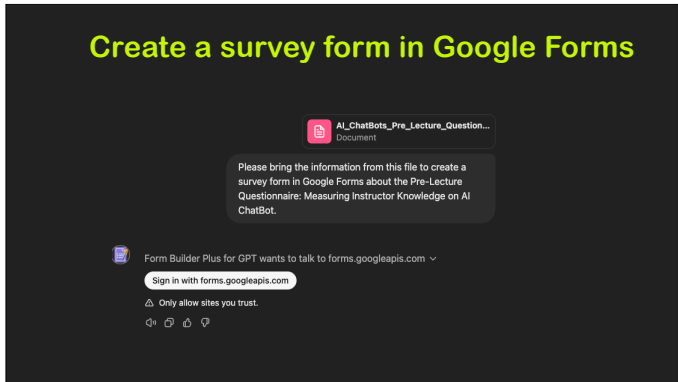 Create a survey form in Google Forms
AI_ChatBots_Pre_Lecture_Question...
Document
Please bring the information from this file to create a
survey form in Google Forms about the Pre-Lecture
Questionnaire: Measuring Instructor Knowledge on AI
ChatBot.
Form Builder Plus for GPT wants to talk to forms.googleapis.com
Sign in with forms.googleapis.com
Only allow sites you trust.